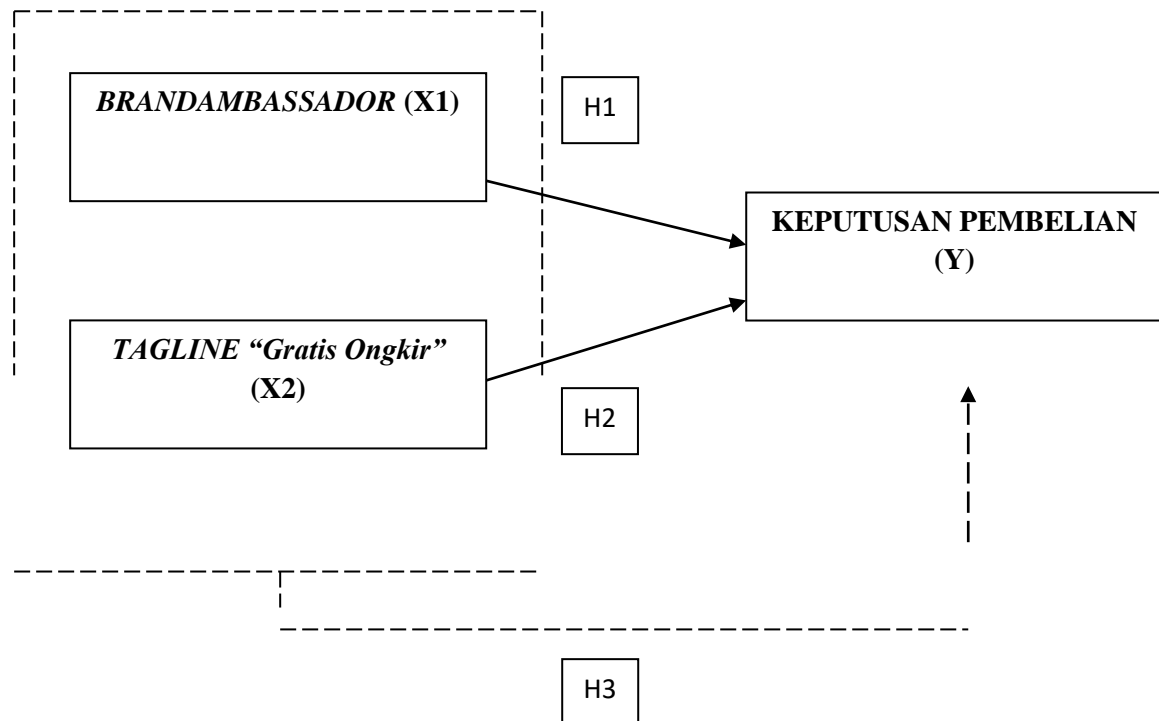 BRANDAMBASSADOR (X1)
H1
KEPUTUSAN PEMBELIAN
(Y)
TAGLINE “Gratis Ongkir”
(X2)
H2
H3